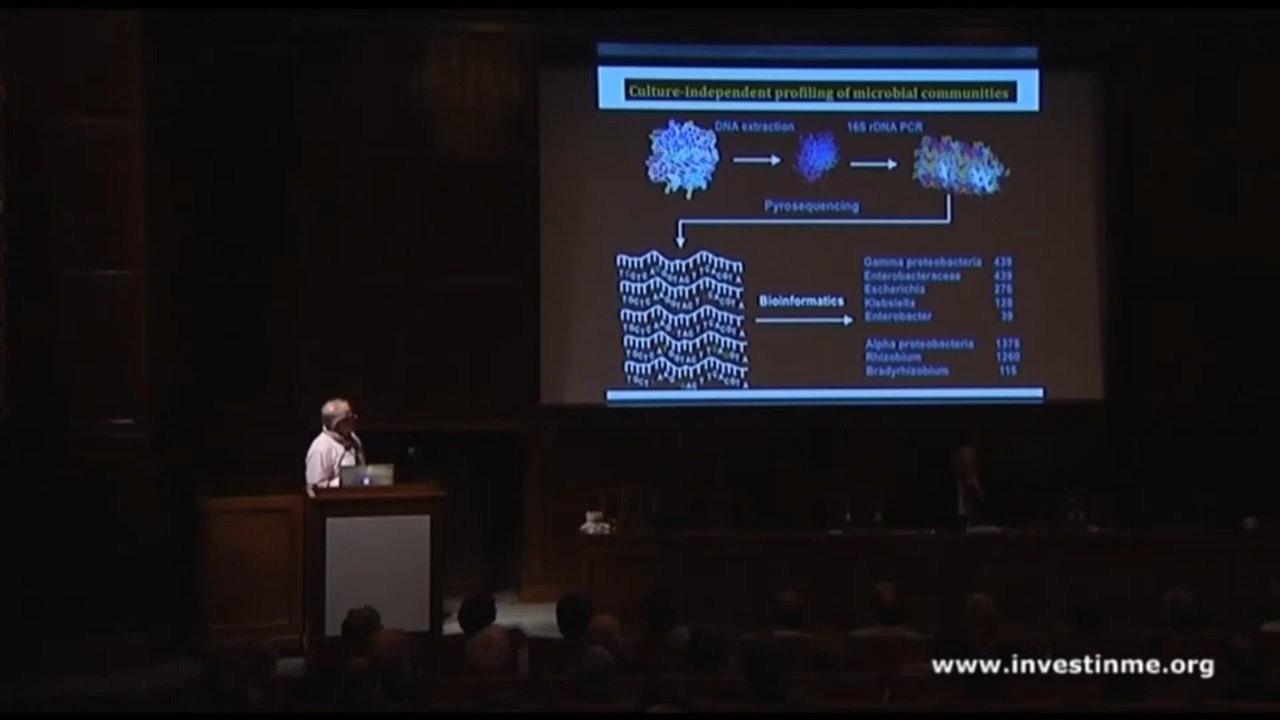 Culture-independent profiling of microbial communities
DNA extraction
16S rDNA PCR
Pyrosequencing
Bioinformatics
Gamma proteobacteria 439
Enterobacteraceae 439
Escherichia 276
Klebsiella 128
Enterobacter 39
Alpha proteobacteria 1375
Rhizobium 1260
Bradyrhizobium 115
www.investinme.org